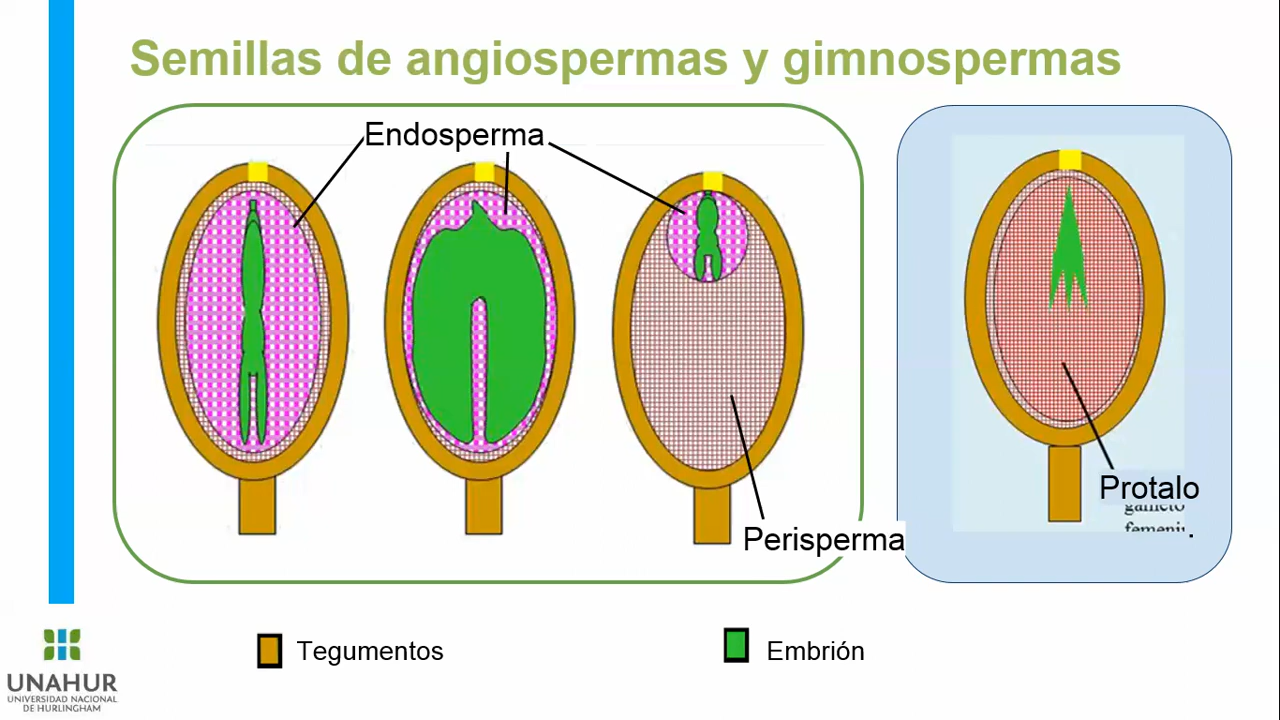 Semillas de angiospermas y gimnospermas
Endosperma
Protalo
Perisperma
Tegumentos
Embrión
UNAHUR
UNIVERSIDAD NACIONAL
DE HURLINGHAM